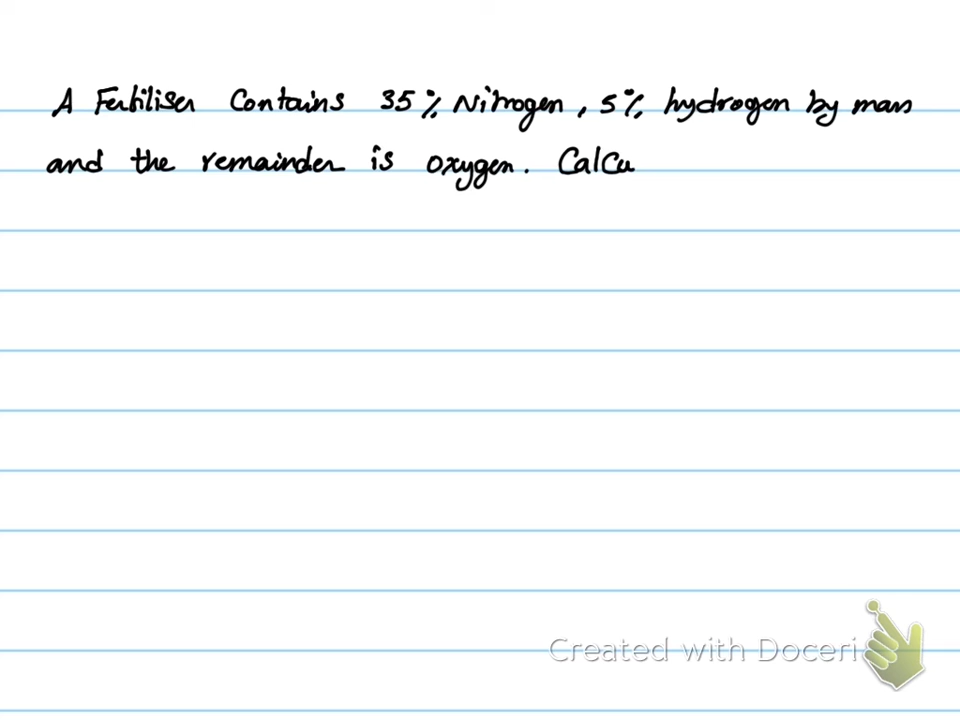 A Fertiliser Contains 35% Nitrogen, 5% hydrogen by mass
and the remainder is oxygen. Calcu
Created with Doceri